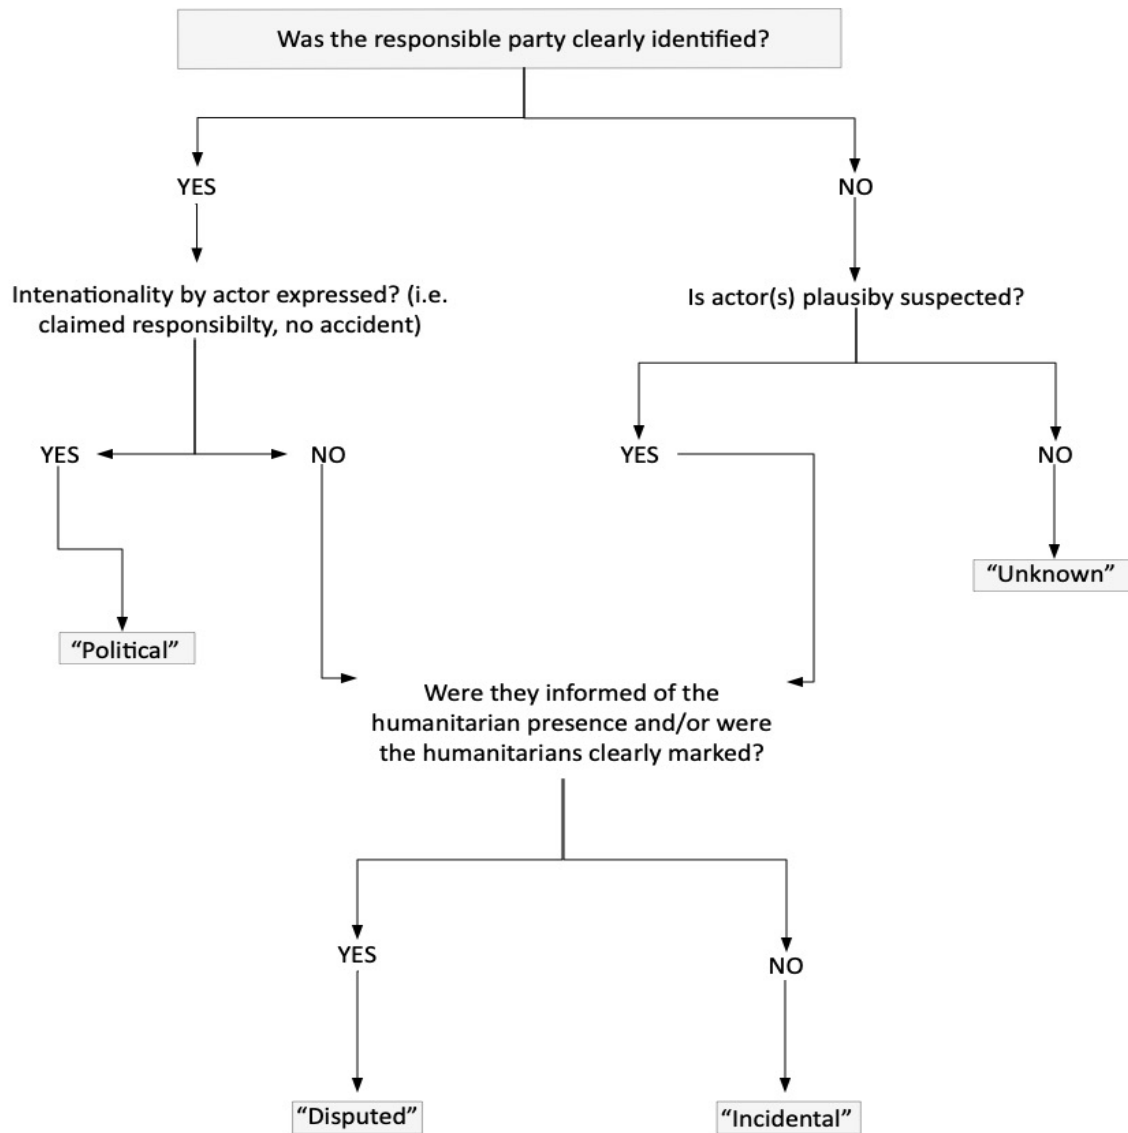 Was the responsible party clearly identified?
YES
NO
Intenationality by actor expressed? (i.e.
claimed responsibilty, no accident)
Is actor(s) plausiby suspected?
YES
NO
YES
NO
“Unknown”
“Political”
Were they informed of the
humanitarian presence and/or were
the humanitarians clearly marked?
YES
NO
“Disputed”
“Incidental”